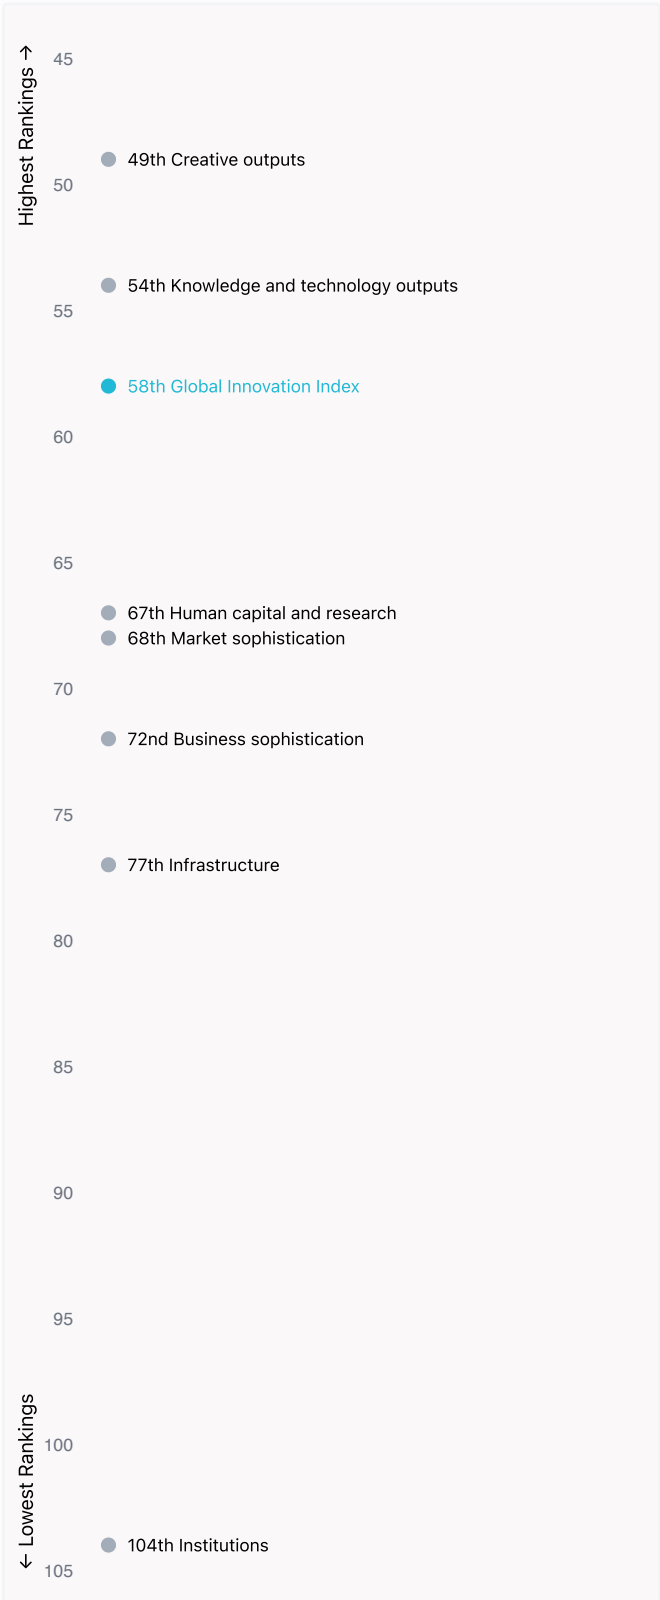 Highest Rankings →
45
49th Creative outputs
50
54th Knowledge and technology outputs
55
58th Global Innovation Index
60
65
67th Human capital and research
68th Market sophistication
70
72nd Business sophistication
75
77th Infrastructure
80
85
90
95
← Lowest Rankings
100
104th Institutions
105